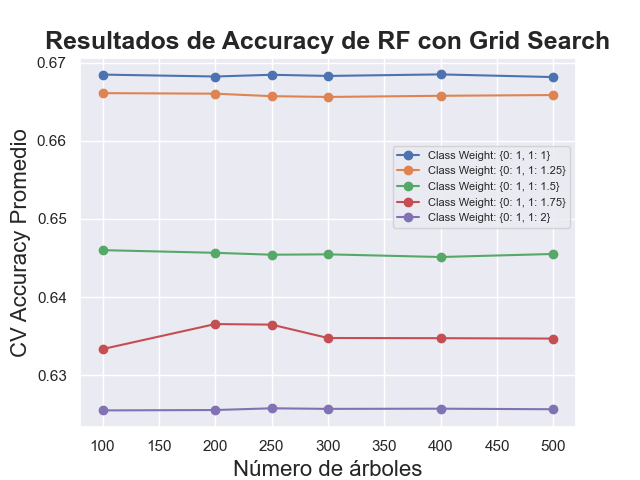 Resultados de Accuracy de RF con Grid Search
CV Accuracy Promedio
0.67
0.66
0.65
0.64
0.63
Class Weight: {0: 1, 1: 1}
Class Weight: {0: 1, 1: 1.25}
Class Weight: {0: 1, 1: 1.5}
Class Weight: {0: 1, 1: 1.75}
Class Weight: {0: 1, 1: 2}
100 150 200 250 300 350 400 450 500
Número de árboles